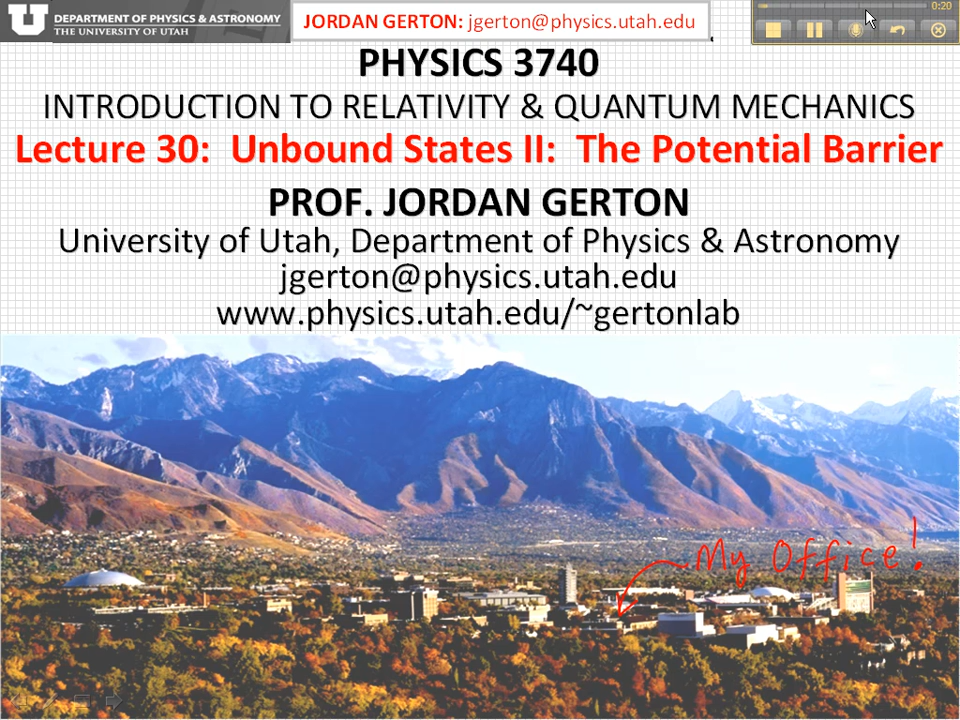 DEPARTMENT OF PHYSICS & ASTRONOMY
THE UNIVERSITY OF UTAH
JORDAN GERTON: jgerton@physics.utah.edu
0:20
PHYSICS 3740
INTRODUCTION TO RELATIVITY & QUANTUM MECHANICS
Lecture 30: Unbound States II: The Potential Barrier
PROF. JORDAN GERTON
University of Utah, Department of Physics & Astronomy
jgerton@physics.utah.edu
www.physics.utah.edu/~gertonlab
My Office!